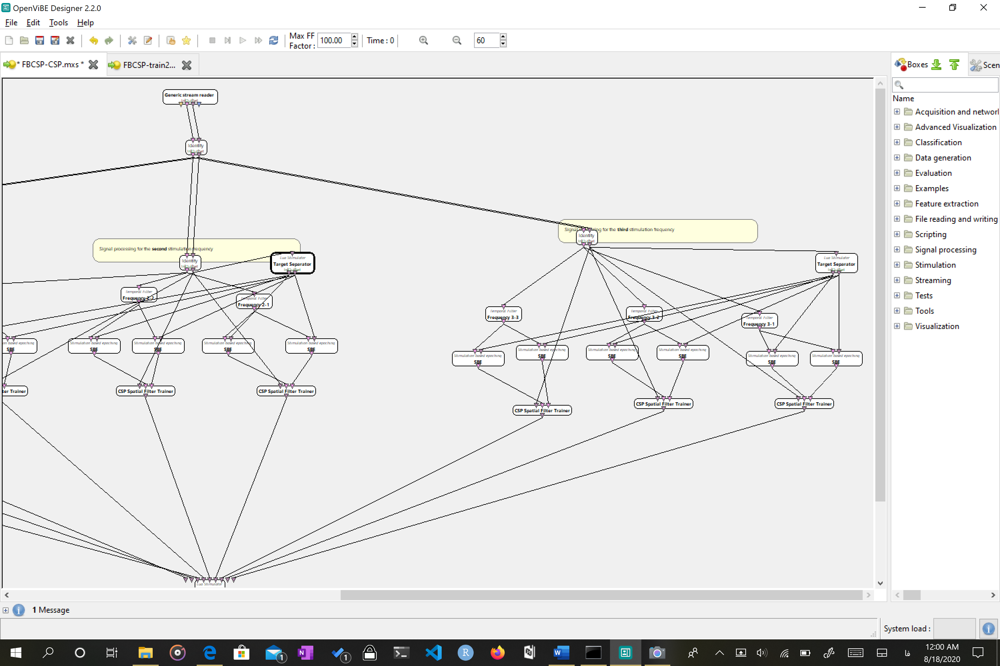 OpenViBE Designer 2.2.0
File Edit Tools Help
Max FF Factor : 100.00 Time : 0 60
* FBCSP-CSP.mxs * FBCSP-train2...
Boxes Scen
Name
Acquisition and networl
Advanced Visualization
Classification
Data generation
Evaluation
Examples
Feature extraction
File reading and writing
Scripting
Signal processing
Stimulation
Streaming
Tests
Tools
Visualization
Generic stream reader
Identity
Signal processing for the second stimulation frequency
Identity
Lua Stimulator
Target Separator
Signal for the third stimulation frequency
Identity
Lua Stimulator
Target Separator
Temporal Filter
Frequency 2-2
Temporal Filter
Frequency 2-1
Temporal Filter
Frequency 3-3
Temporal Filter
Frequency 3-2
Temporal Filter
Frequency 3-1
on based epoching
SBE
Stimulation based epoching
SBE
Stimulation based epoching
SBE
Stimulation based epoching
SBE
Stimulation based epoching
SBE
Stimulation based epoching
SBE
Stimulation based epoching
SBE
Stimulation based epoching
SBE
Stimulation based epoching
SBE
Stimulation based epoching
SBE
Stimulation based epoching
SBE
ter Trainer
CSP Spatial Filter Trainer
CSP Spatial Filter Trainer
CSP Spatial Filter Trainer
CSP Spatial Filter Trainer
CSP Spatial Filter Trainer
Lua Stimulator
1 Message
System load :
1
N
1
R
W
فا
12:00 AM
8/18/2020